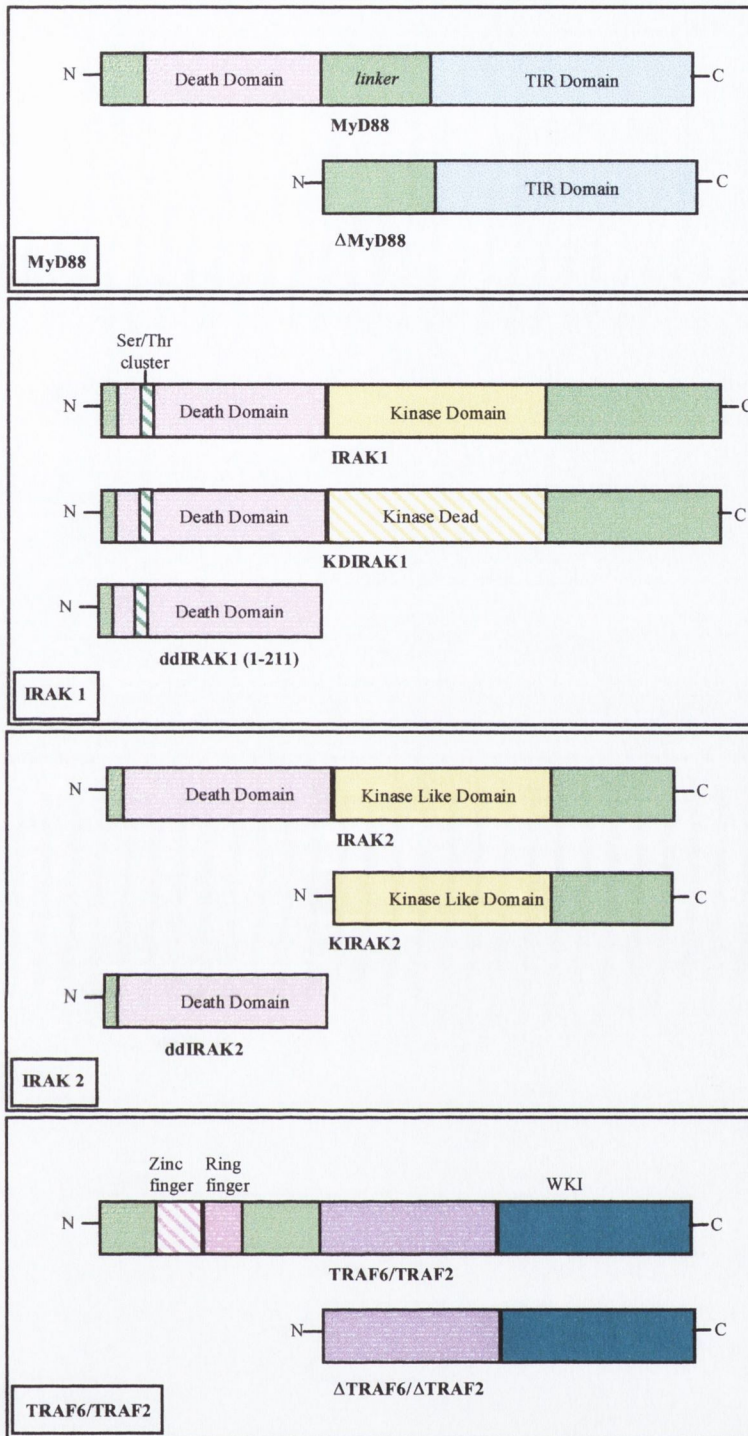 N Death Domain linker TIR Domain C
MyD88
N TIR Domain C
ΔMyD88
MyD88
Ser/Thr
cluster
N Death Domain Kinase Domain C
IRAK1
N Death Domain Kinase Dead C
KDIRAK1
N Death Domain
ddIRAK1 (1-211)
IRAK 1
N Death Domain Kinase Like Domain C
IRAK2
N Kinase Like Domain C
KIRAK2
N Death Domain
ddIRAK2
IRAK 2
Zinc Ring
finger finger WKI
N C
TRAF6/TRAF2
N C
ΔTRAF6/ΔTRAF2
TRAF6/TRAF2